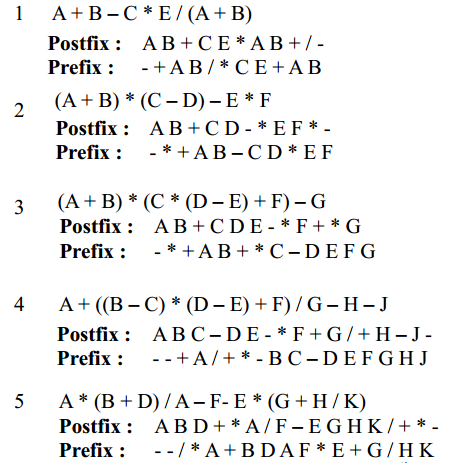 1 A + B – C * E / (A + B)
Postfix : A B + C E * A B + / -
Prefix : - + A B / * C E + A B
2 (A + B) * (C – D) – E * F
Postfix : A B + C D - * E F * -
Prefix : - * + A B – C D * E F
3 (A + B) * (C * (D – E) + F) – G
Postfix : A B + C D E - * F + * G
Prefix : - * + A B + * C – D E F G
4 A + ((B – C) * (D – E) + F) / G – H – J
Postfix : A B C – D E - * F + G / + H – J -
Prefix : - - + A / + * - B C – D E F G H J
5 A * (B + D) / A – F- E * (G + H / K)
Postfix : A B D + * A / F – E G H K / + * -
Prefix : - - / * A + B D A F * E + G / H K